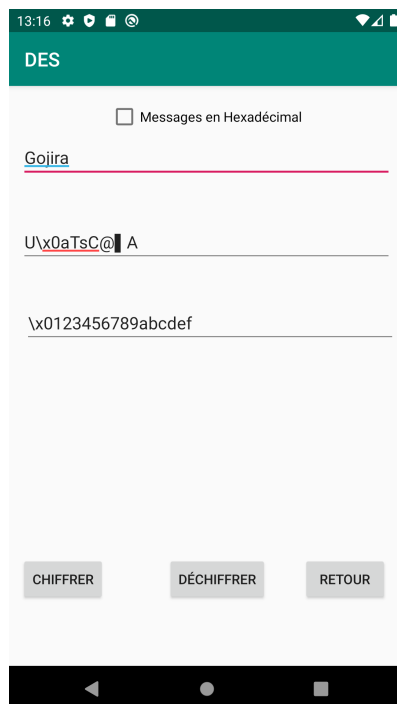 13:16
DES
Messages en Hexadécimal
Gojira
U\x0aTsC@▮ A
\x0123456789abcdef
CHIFFRER DÉCHIFFRER RETOUR